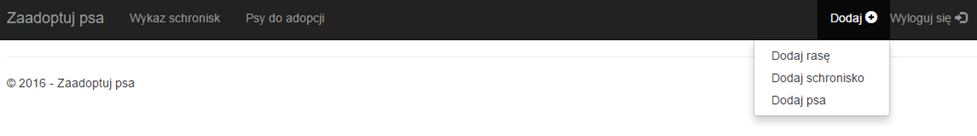 Zaadoptuj psa Wykaz schronisk Psy do adopcji Dodaj Wyloguj się
Dodaj rasę
Dodaj schronisko
Dodaj psa
© 2016 - Zaadoptuj psa